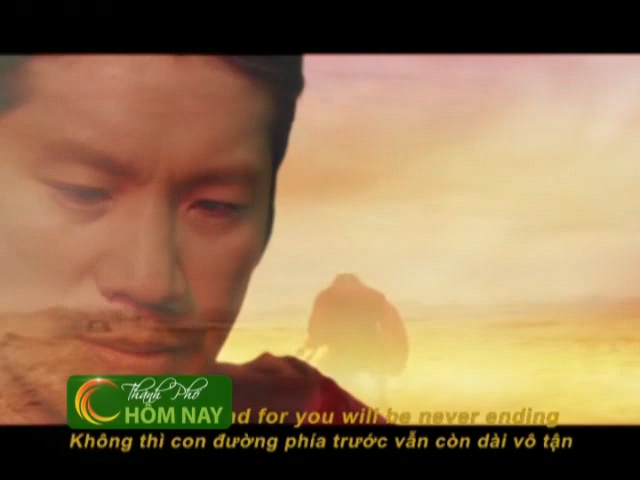 Thành Phố
HÔM NAY
nd for you will be never ending
Không thì con đường phía trước vẫn còn dài vô tận